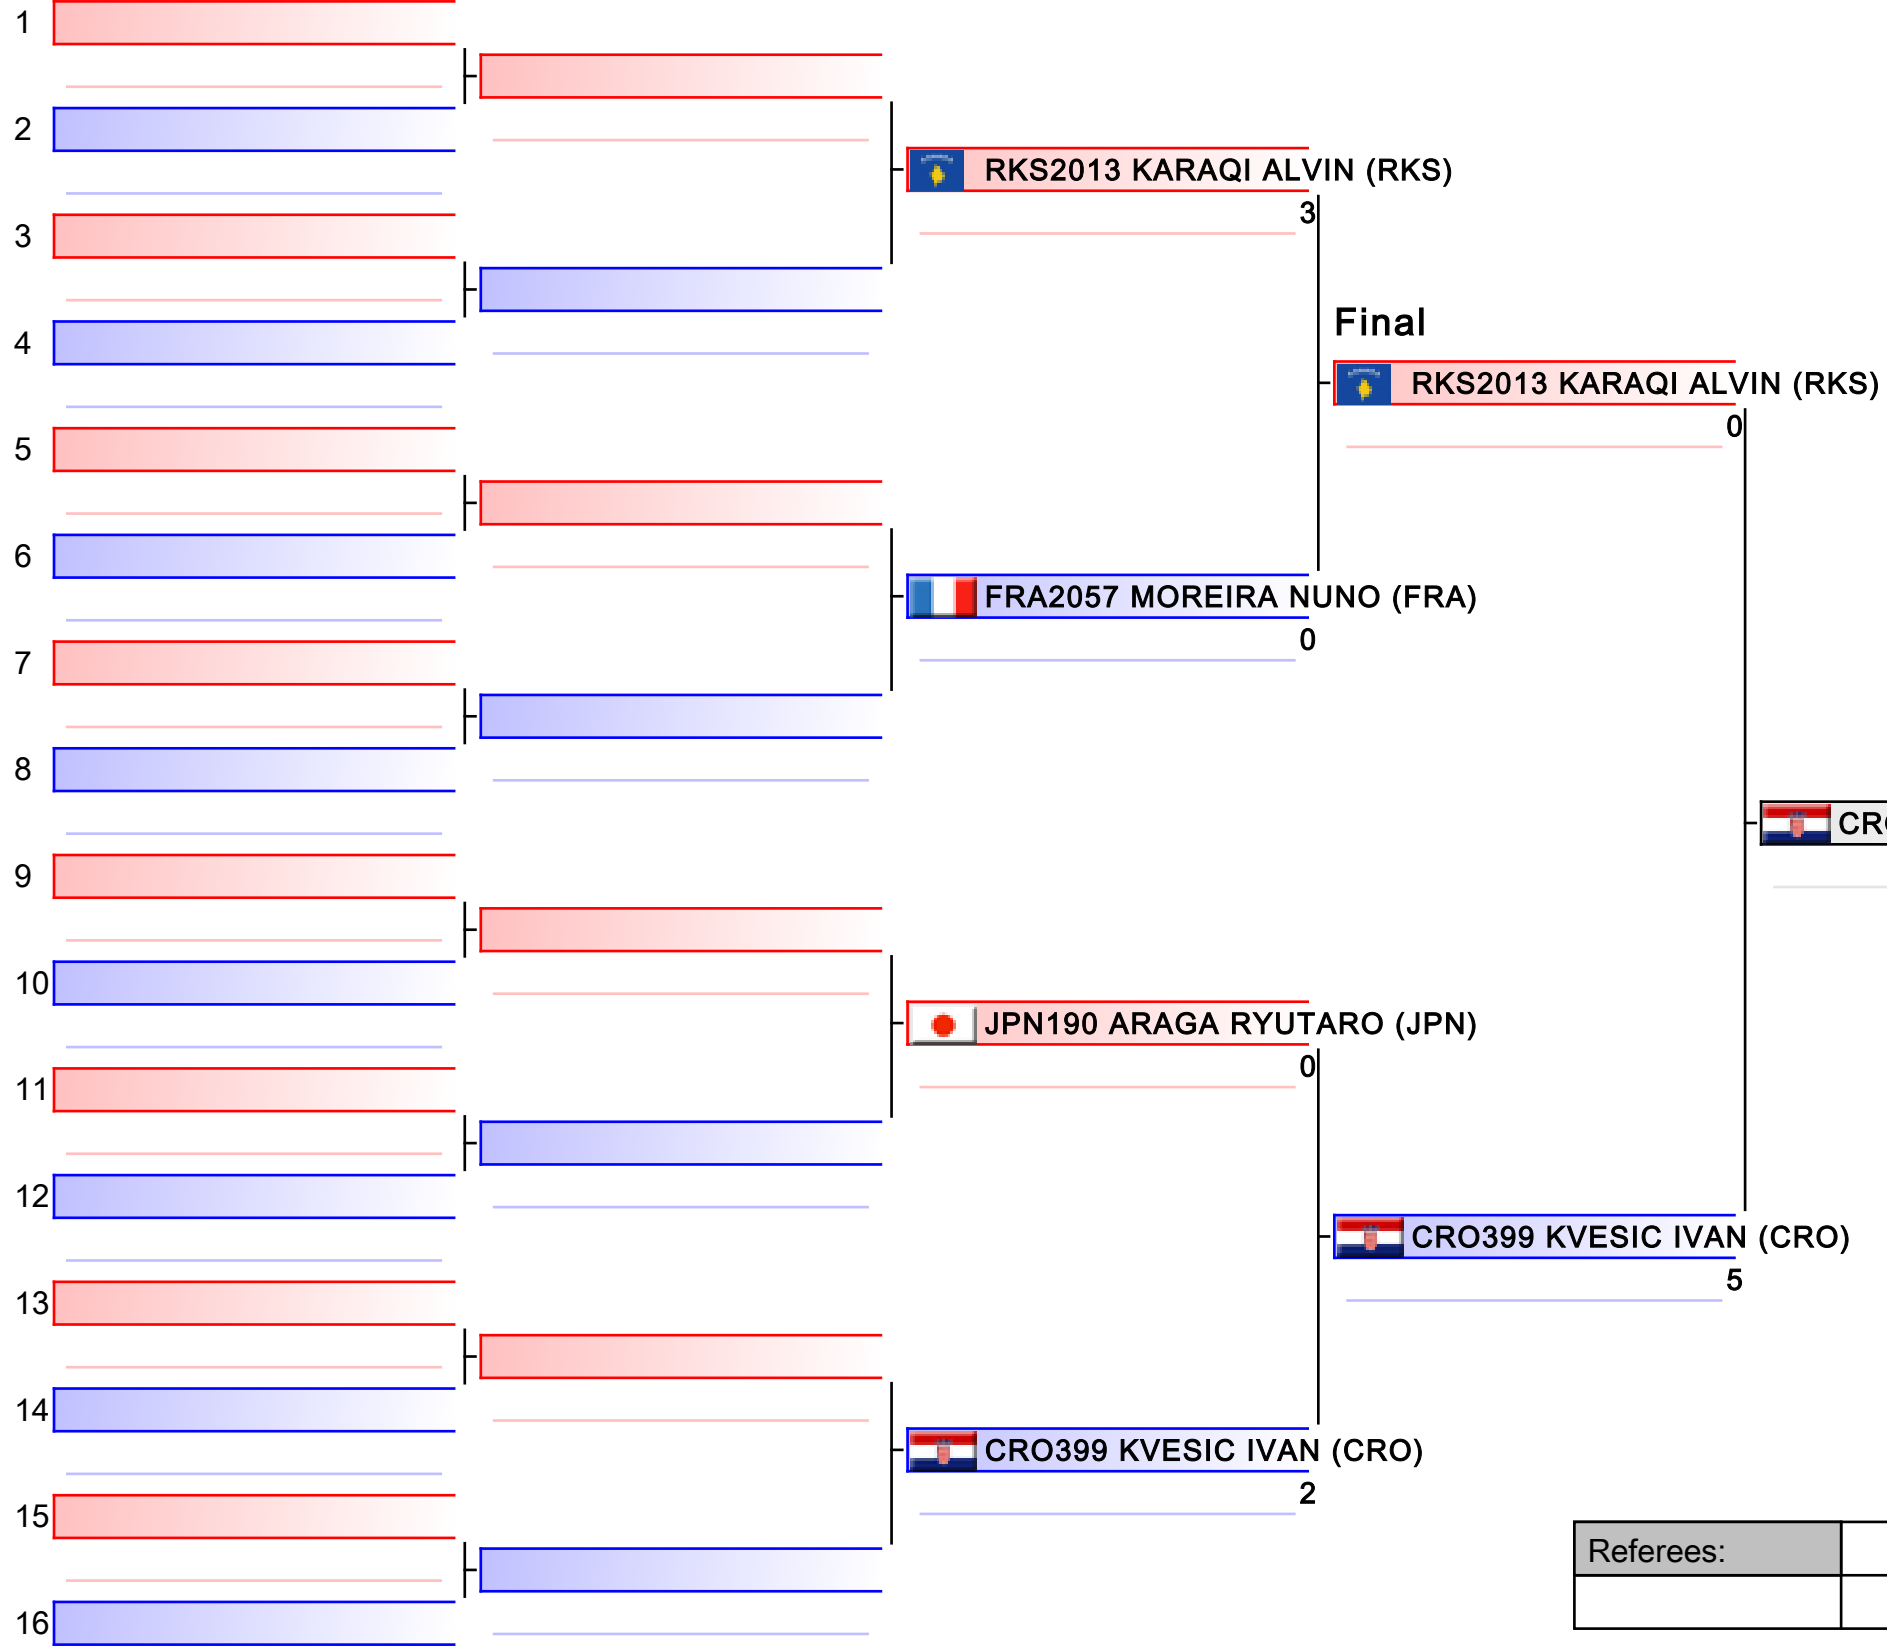 1
2
RKS2013 KARAQI ALVIN (RKS)
3
3
Final
4
RKS2013 KARAQI ALVIN (RKS)
0
5
6
FRA2057 MOREIRA NUNO (FRA)
0
7
8
9
10
JPN190 ARAGA RYUTARO (JPN)
0
11
12
CRO399 KVESIC IVAN (CRO)
5
13
14
CRO399 KVESIC IVAN (CRO)
2
15
Referees:
16